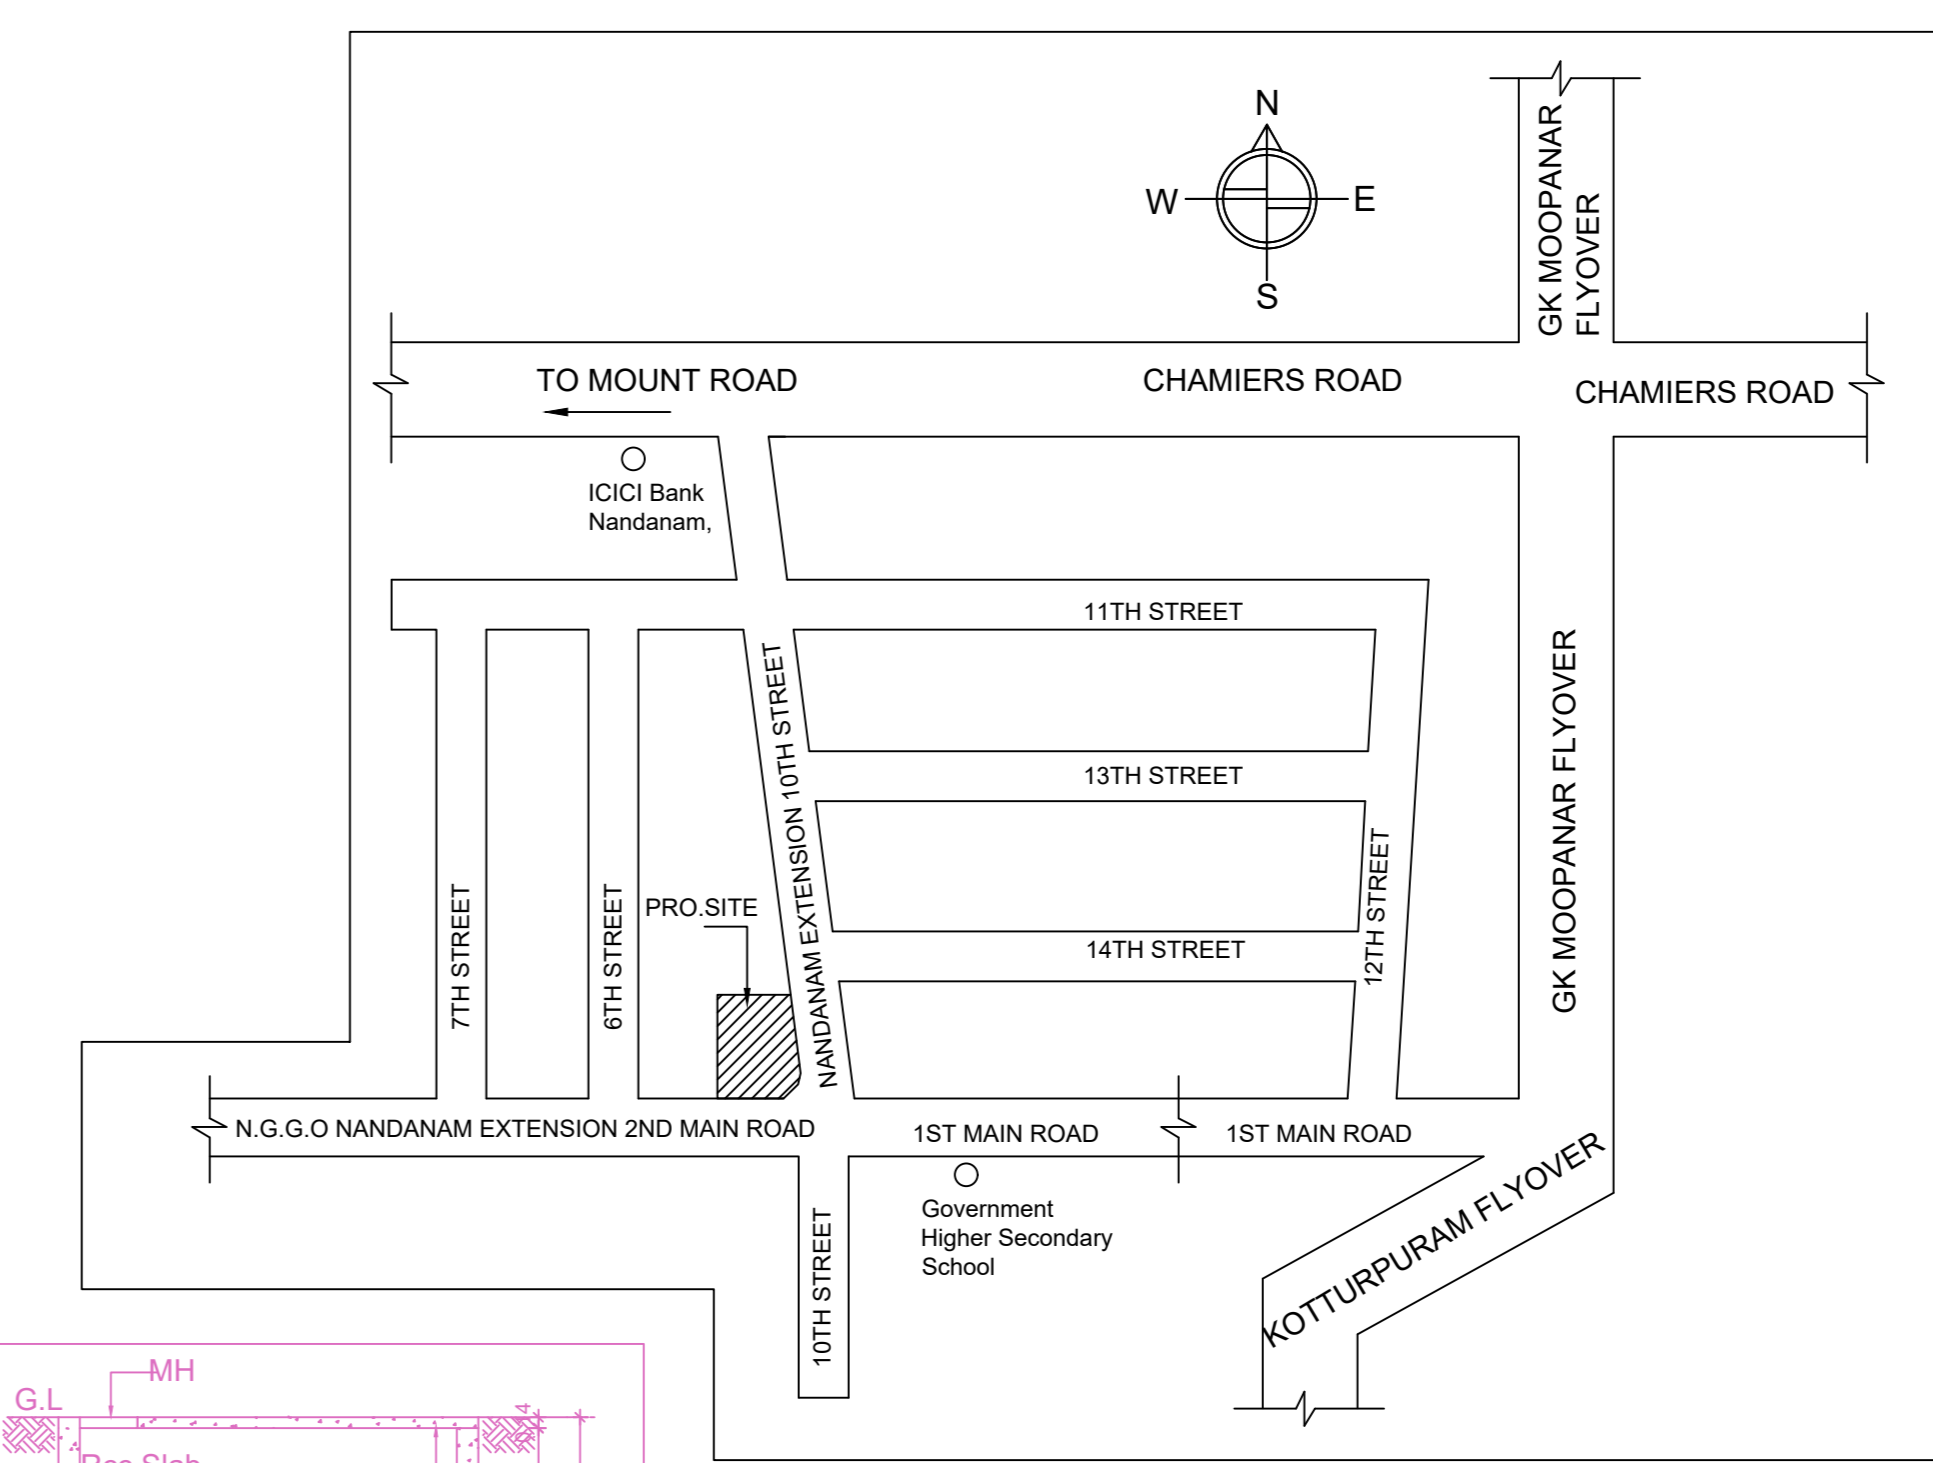 N
W
E
S
GK MOOPANAR
FLYOVER
TO MOUNT ROAD
CHAMIERS ROAD
CHAMIERS ROAD
ICICI Bank
Nandanam,
11TH STREET
NANDANAM EXTENSION 10TH STREET
13TH STREET
GK MOOPANAR FLYOVER
12TH STREET
7TH STREET
6TH STREET
PRO.SITE
14TH STREET
N.G.G.O NANDANAM EXTENSION 2ND MAIN ROAD
1ST MAIN ROAD
1ST MAIN ROAD
KOTTURPURAM FLYOVER
Government
Higher Secondary
School
10TH STREET
MH
G.L
Rcc Slab